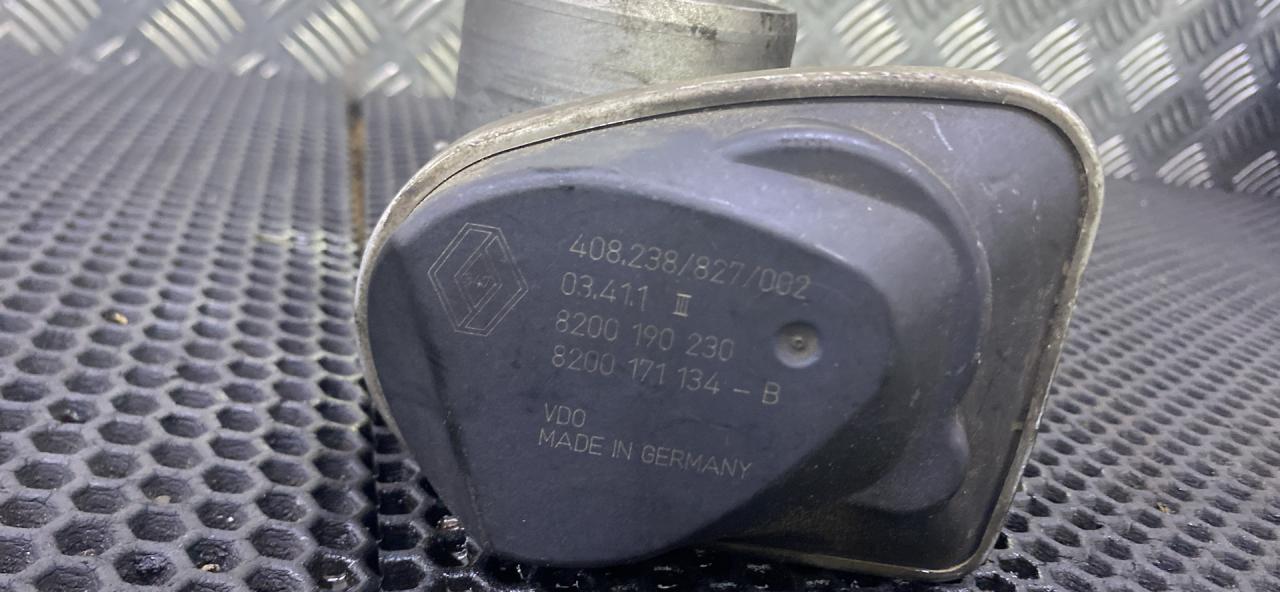 408.238/827/002
03.41.1 III
8200 190 230
8200 171 134 - B
VDO
MADE IN GERMANY